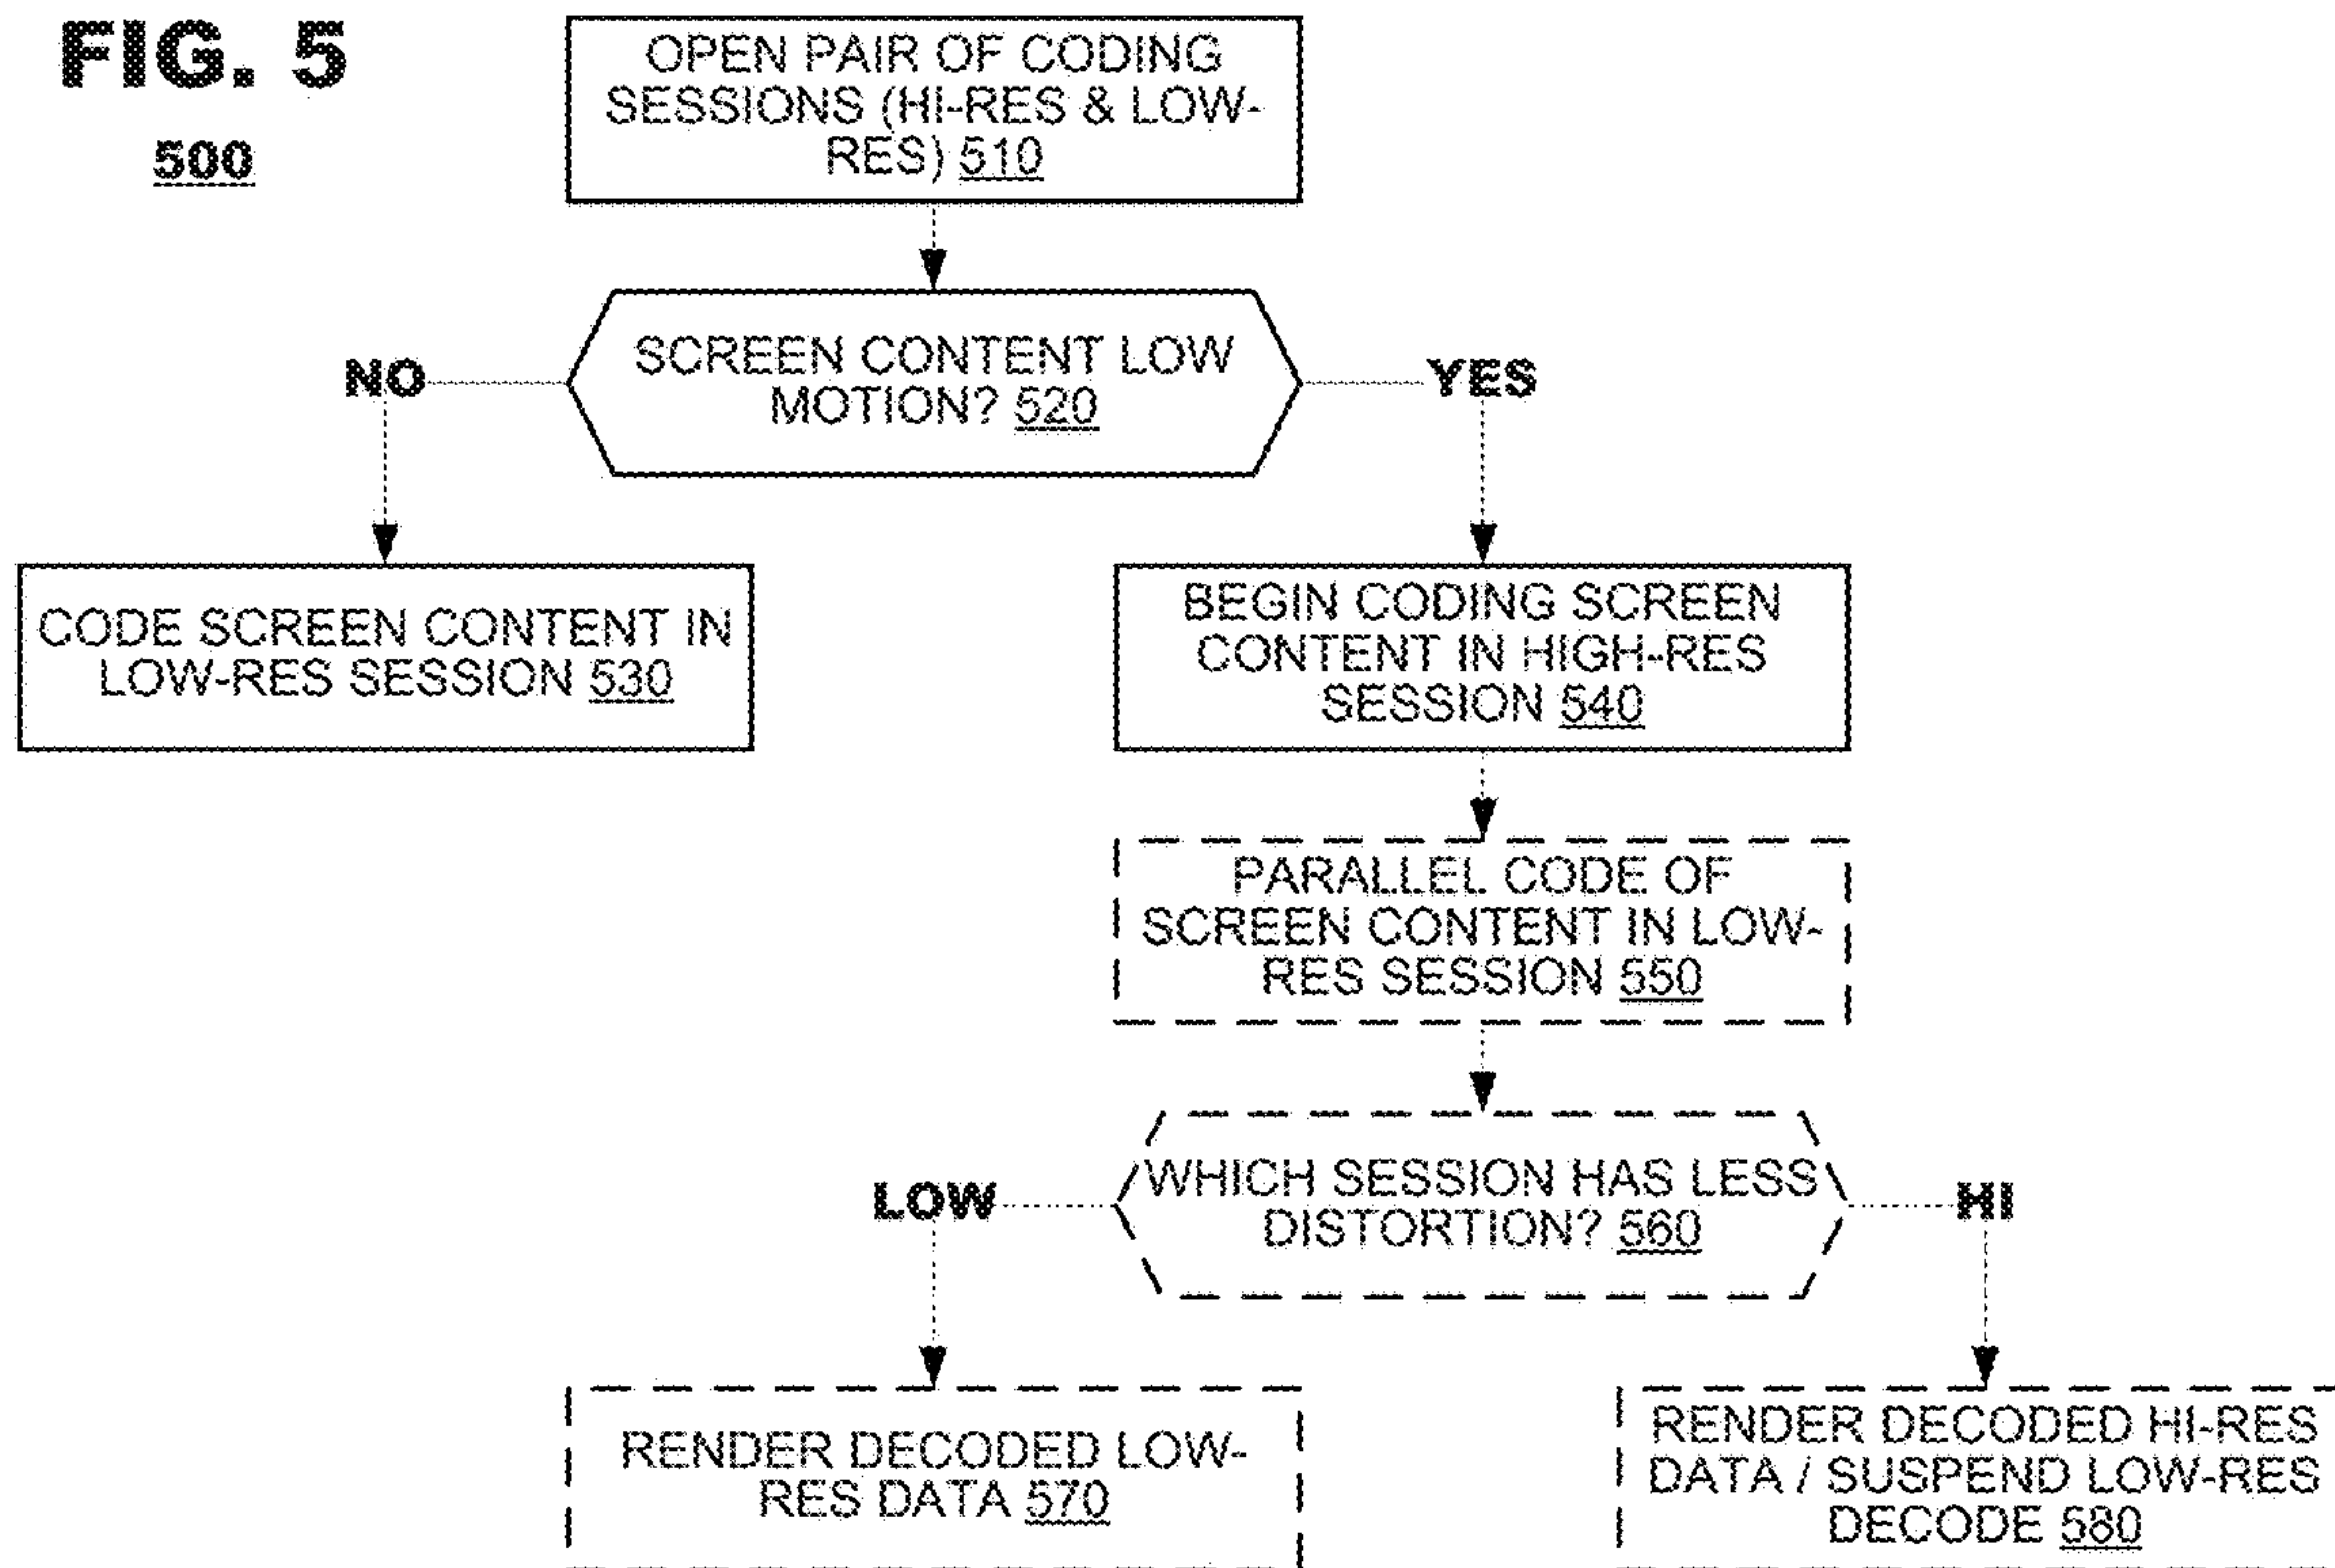 FIG. 5
500
OPEN PAIR OF CODING
SESSIONS (HI-RES & LOW-
RES) 510
SCREEN CONTENT LOW
MOTION? 520
NO
YES
CODE SCREEN CONTENT IN
LOW-RES SESSION 530
BEGIN CODING SCREEN
CONTENT IN HIGH-RES
SESSION 540
PARALLEL CODE OF
SCREEN CONTENT IN LOW-
RES SESSION 550
WHICH SESSION HAS LESS
DISTORTION? 560
LOW
HI
RENDER DECODED LOW-
RES DATA 570
RENDER DECODED HI-RES
DATA / SUSPEND LOW-RES
DECODE 580